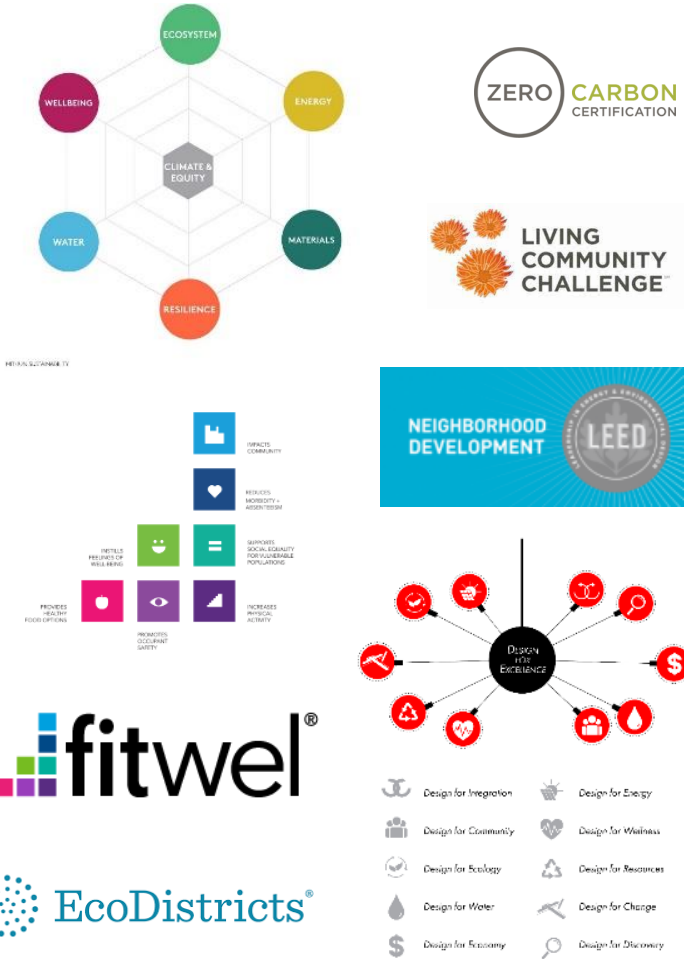 ECOSYSTEM
WELLBEING
ENERGY
CLIMATE &
EQUITY
WATER
MATERIALS
RESILIENCE
ZERO
CARBON
CERTIFICATION
LIVING
COMMUNITY
CHALLENGE
MITHUN SUSTAINABILITY
IMPACTS
COMMUNITY
REDUCES
MORBIDITY +
ABSENTEEISM
INSTILLS
FEELINGS OF
WELL-BEING
SUPPORTS
SOCIAL EQUALITY
FOR VULNERABLE
POPULATIONS
PROVIDES
HEALTHY
FOOD OPTIONS
INCREASES
PHYSICAL
ACTIVITY
PROMOTES
OCCUPANT
SAFETY
NEIGHBORHOOD
DEVELOPMENT
LEED
DESIGN
FOR
EXCELLENCE
fitwel®
Design for Integration
Design for Energy
Design for Community
Design for Wellness
Design for Ecology
Design for Resources
Design for Water
Design for Change
Design for Economy
Design for Discovery
EcoDistricts®